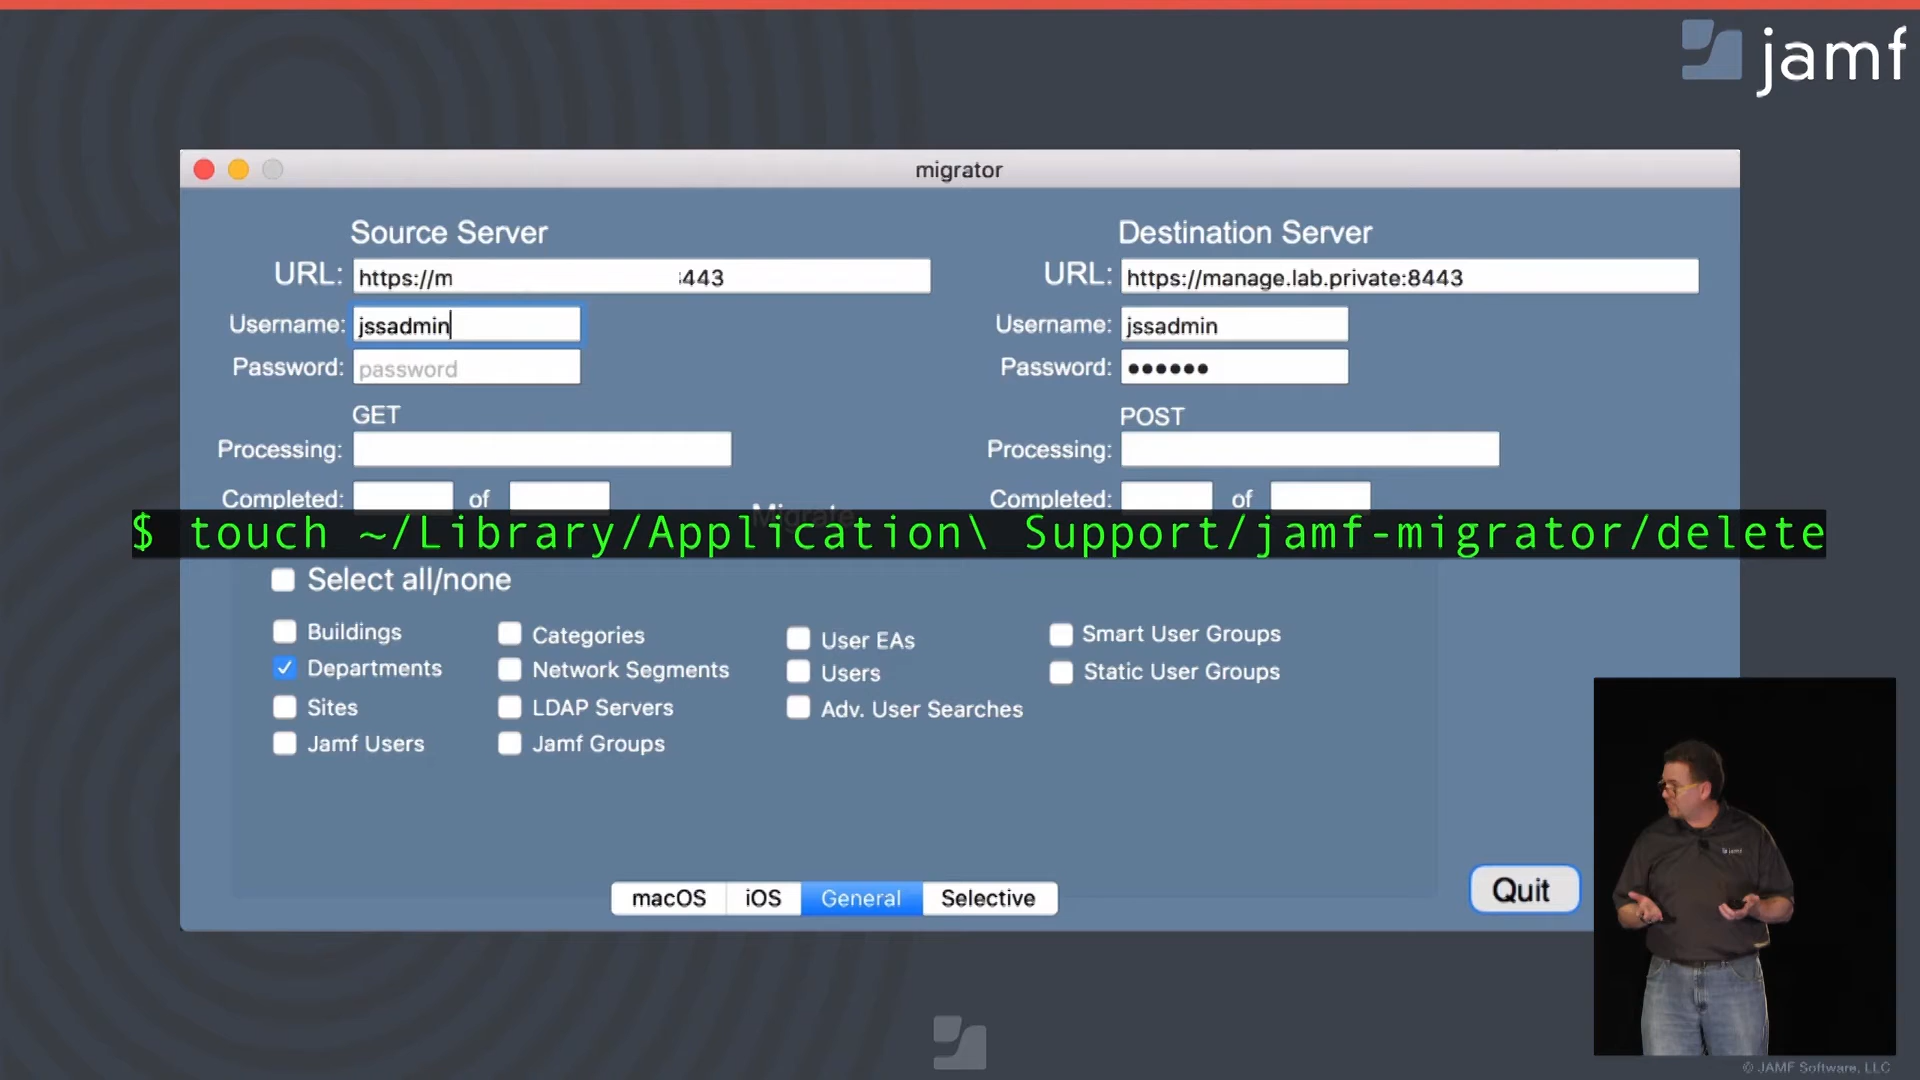 jamf
migrator
Source Server
Destination Server
URL: https://m :443
URL: https://manage.lab.private:8443
Username: jssadmin
Username: jssadmin
Password: password
Password: ••••••
GET
POST
Processing:
Processing:
Completed: of
Completed: of
Migrate
$ touch ~/Library/Application\ Support/jamf-migrator/delete
Select all/none
Buildings
Categories
User EAs
Smart User Groups
Departments
Network Segments
Users
Static User Groups
Sites
LDAP Servers
Adv. User Searches
Jamf Users
Jamf Groups
macOS iOS General Selective
Quit
jamf
© JAMF Software, LLC